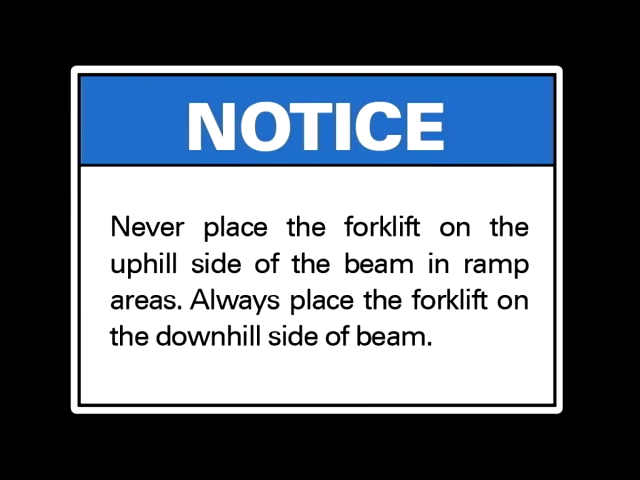 NOTICE
Never place the forklift on the
uphill side of the beam in ramp
areas. Always place the forklift on
the downhill side of beam.